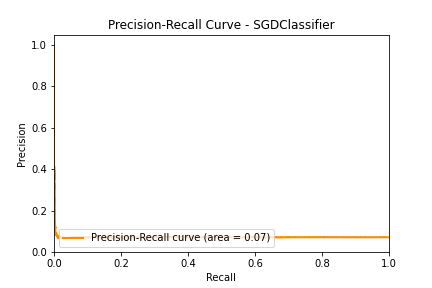 Precision-Recall Curve - SGDClassifier
1.0
0.8
0.6
0.4
0.2
0.0
Precision
Precision-Recall curve (area = 0.07)
0.0 0.2 0.4 0.6 0.8 1.0
Recall